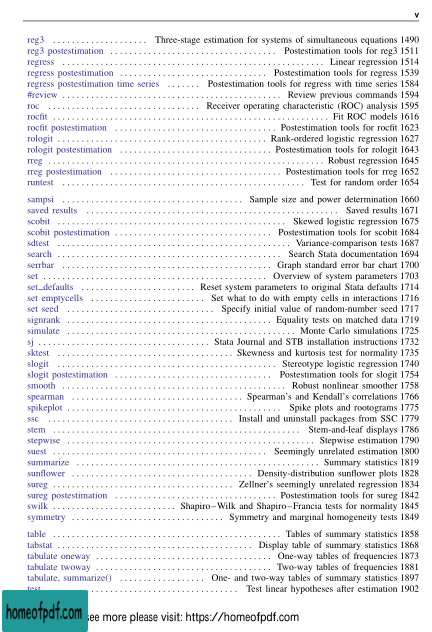 v
reg3 . . . . . . . . . . . . . . . . . . . Three-stage estimation for systems of simultaneous equations 1490
reg3 postestimation . . . . . . . . . . . . . . . . . . . . Postestimation tools for reg3 1511
regress . . . . . . . . . . . . . . . . . . . . Linear regression 1514
regress postestimation . . . . . . . . . . . . . . . . . . . . Postestimation tools for regress 1539
regress postestimation time series . . . . . . . Postestimation tools for regress with time series 1584
#review . . . . . . . . . . . . . . . . . . . . Review previous commands 1594
roc . . . . . . . . . . . . . . . . . . . . Receiver operating characteristic (ROC) analysis 1595
rocfit . . . . . . . . . . . . . . . . . . . . Fit ROC models 1616
rocfit postestimation . . . . . . . . . . . . . . . . . . . . Postestimation tools for rocfit 1623
rologit . . . . . . . . . . . . . . . . . . . . Rank-ordered logistic regression 1627
rologit postestimation . . . . . . . . . . . . . . . . . . . . Postestimation tools for rologit 1643
rreg . . . . . . . . . . . . . . . . . . . . Robust regression 1645
rreg postestimation . . . . . . . . . . . . . . . . . . . . Postestimation tools for rreg 1652
runtest . . . . . . . . . . . . . . . . . . . . Test for random order 1654
sampsi . . . . . . . . . . . . . . . . . . . . Sample size and power determination 1660
saved results . . . . . . . . . . . . . . . . . . . . Saved results 1671
scobit . . . . . . . . . . . . . . . . . . . . Skewed logistic regression 1675
scobit postestimation . . . . . . . . . . . . . . . . . . . . Postestimation tools for scobit 1684
sdtest . . . . . . . . . . . . . . . . . . . . Variance-comparison tests 1687
search . . . . . . . . . . . . . . . . . . . . Search Stata documentation 1694
serrbar . . . . . . . . . . . . . . . . . . . . Graph standard error bar chart 1700
set . . . . . . . . . . . . . . . . . . . . Overview of system parameters 1703
set_defaults . . . . . . . . . . . . . . . . . . . . Reset system parameters to original Stata defaults 1714
set emptycells . . . . . . . . . . . . . . . . . . . . Set what to do with empty cells in interactions 1716
set seed . . . . . . . . . . . . . . . . . . . . Specify initial value of random-number seed 1717
signrank . . . . . . . . . . . . . . . . . . . . Equality tests on matched data 1719
simulate . . . . . . . . . . . . . . . . . . . . Monte Carlo simulations 1725
sj . . . . . . . . . . . . . . . . . . . . Stata Journal and STB installation instructions 1732
sktest . . . . . . . . . . . . . . . . . . . . Skewness and kurtosis test for normality 1735
slogit . . . . . . . . . . . . . . . . . . . . Stereotype logistic regression 1740
slogit postestimation . . . . . . . . . . . . . . . . . . . . Postestimation tools for slogit 1754
smooth . . . . . . . . . . . . . . . . . . . . Robust nonlinear smoother 1758
spearman . . . . . . . . . . . . . . . . . . . . Spearman's and Kendall's correlations 1766
spikeplot . . . . . . . . . . . . . . . . . . . . Spike plots and rootograms 1775
ssc . . . . . . . . . . . . . . . . . . . . Install and uninstall packages from SSC 1779
stem . . . . . . . . . . . . . . . . . . . . Stem-and-leaf displays 1786
stepwise . . . . . . . . . . . . . . . . . . . . Stepwise estimation 1790
suest . . . . . . . . . . . . . . . . . . . . Seemingly unrelated estimation 1800
summarize . . . . . . . . . . . . . . . . . . . . Summary statistics 1819
sunflower . . . . . . . . . . . . . . . . . . . . Density-distribution sunflower plots 1828
sureg . . . . . . . . . . . . . . . . . . . . Zellner's seemingly unrelated regression 1834
sureg postestimation . . . . . . . . . . . . . . . . . . . . Postestimation tools for sureg 1842
swilk . . . . . . . . . . . . . . . . . . . . Shapiro–Wilk and Shapiro–Francia tests for normality 1845
symmetry . . . . . . . . . . . . . . . . . . . . Symmetry and marginal homogeneity tests 1849
table . . . . . . . . . . . . . . . . . . . . Tables of summary statistics 1858
tabstat . . . . . . . . . . . . . . . . . . . . Display table of summary statistics 1868
tabulate oneway . . . . . . . . . . . . . . . . . . . . One-way tables of frequencies 1873
tabulate twoway . . . . . . . . . . . . . . . . . . . . Two-way tables of frequencies 1881
tabulate, summarize() . . . . . . . . . . . . . . . . . . One- and two-way tables of summary statistics 1897
test . . . . . . . . . . . . . . . . . . . . Test linear hypotheses after estimation 1902
homeofpdf.com
see more please visit: https://homeofpdf.com